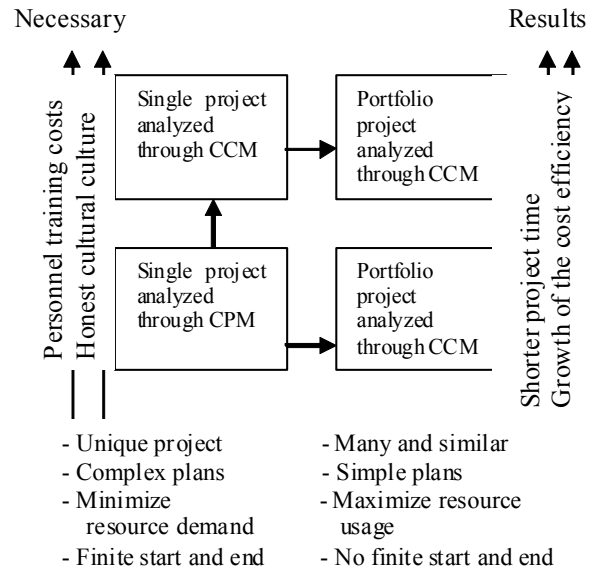 Necessary
Results
Personnel training costs
Honest cultural culture
Single project
analyzed
through CCM
Portfolio
project
analyzed
through CCM
Single project
analyzed
through CPM
Portfolio
project
analyzed
through CCM
Shorter project time
Growth of the cost efficiency
- Unique project
- Complex plans
- Minimize
resource demand
- Finite start and end
- Many and similar
- Simple plans
- Maximize resource
usage
- No finite start and end